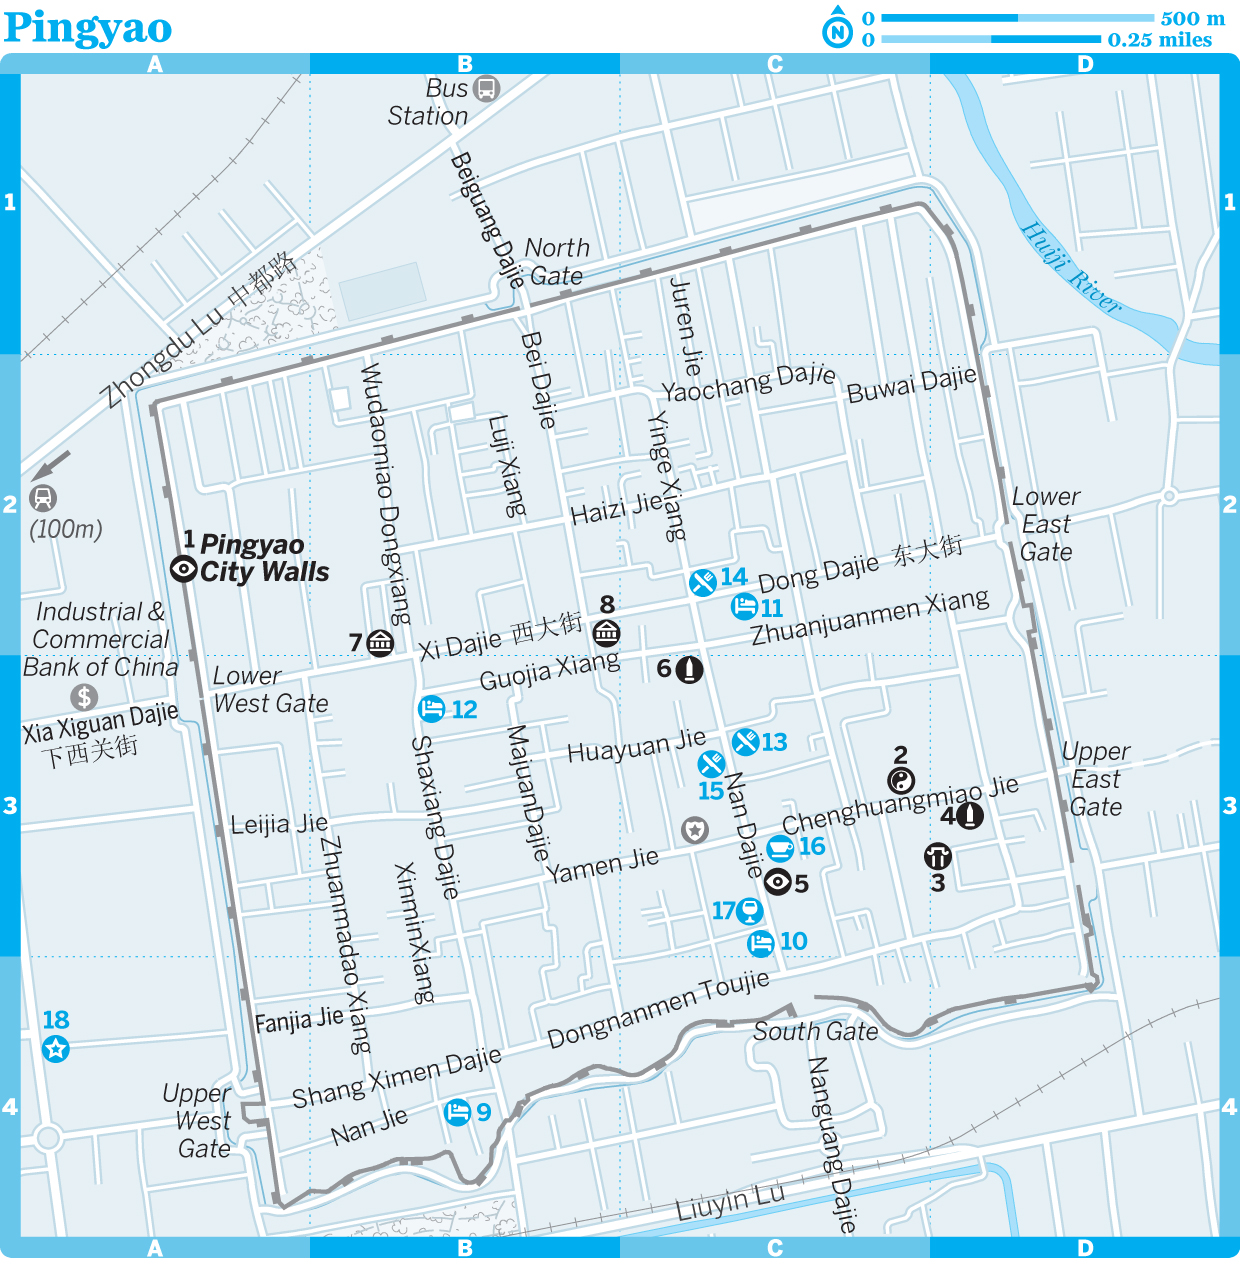 Pingyao
N
0
500 m
0
0.25 miles
A
B
C
D
Bus
Station
1
1
Beiguang Dajie
North
Gate
Huiji River
Zhongdu Lu 中都路
Juren Jie
Bei Dajie
Yaochang Dajie
Buwai Dajie
Wudaomiao Dongxiang
Luji Xiang
Yinge Xiang
2
2
(100m)
Haizi Jie
Lower
East
Gate
1 Pingyao
City Walls
14
Dong Dajie 东大街
11
Industrial &
Commercial
Bank of China
8
7
Xi Dajie 西大街
Zhuanjuanmen Xiang
Guojia Xiang
6
Lower
West Gate
12
Xia Xiguan Dajie
下西关街
$
Shaxiang Dajie
MajuanDajie
Huayuan Jie
13
15
2
Upper
East
Gate
Nan Dajie
3
3
Chenghuangmiao Jie
4
Leijia Jie
Zhuanmadao Xiang
XinminXiang
Yamen Jie
16
5
3
17
10
Fanjia Jie
Dongnanmen Toujie
18
South Gate
Shang Ximen Dajie
Nanguang Dajie
Upper
West
Gate
4
4
Nan Jie
9
Liuyin Lu
A
B
C
D